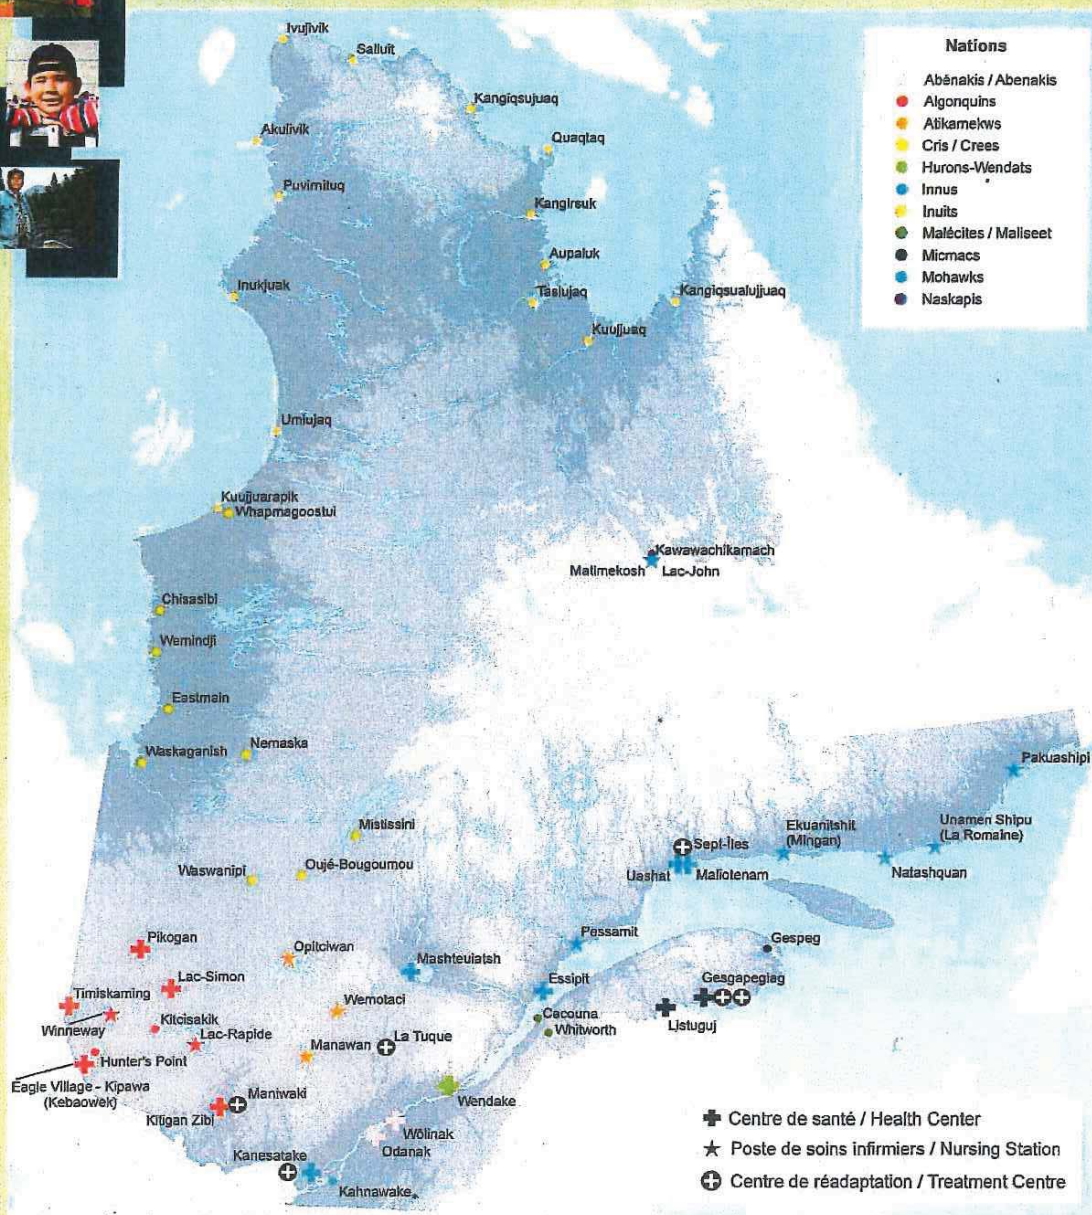 Ivujivik
Salluit
Kangiqsujuaq
Akulivik
Quaqtaq
Puvirnituq
Kangirsuk
Aupaluk
Inukjuak
Tasiujaq
Kangiqsualujjuaq
Kuujjuaq
Umiujaq
Kuujjuarapik
Whapmagoostui
Kawawachikamach
Matimekosh
Lac-John
Chisasibi
Wemindji
Eastmain
Waskaganish
Nemaska
Pakuashipi
Mistissini
Waswanipi
Oujé-Bougoumou
Sept-Îles
Uashat
Maliotenam
Ekuanitshit
(Mingan)
Unamen Shipu
(La Romaine)
Natashquan
Pikogan
Opitciwan
Pessamit
Gespeg
Lac-Simon
Mashteuiatsh
Essipit
Gesgapegiag
Timiskaming
Wemotaci
Winneway
Kitcisakik
Cacouna
Listuguj
Lac-Rapide
Manawan
La Tuque
Whitworth
Hunter's Point
Eagle Village - Kipawa
(Kebaowek)
Maniwaki
Wendake
Kitigan Zibi
Wôlinak
Odanak
Kanesatake
Kahnawake
Nations
Abénakis / Abenakis
Algonquins
Atikamekws
Cris / Crees
Hurons-Wendats
Innus
Inuits
Malécites / Maliseet
Micmacs
Mohawks
Naskapis
Centre de santé / Health Center
Poste de soins infirmiers / Nursing Station
Centre de réadaptation / Treatment Centre